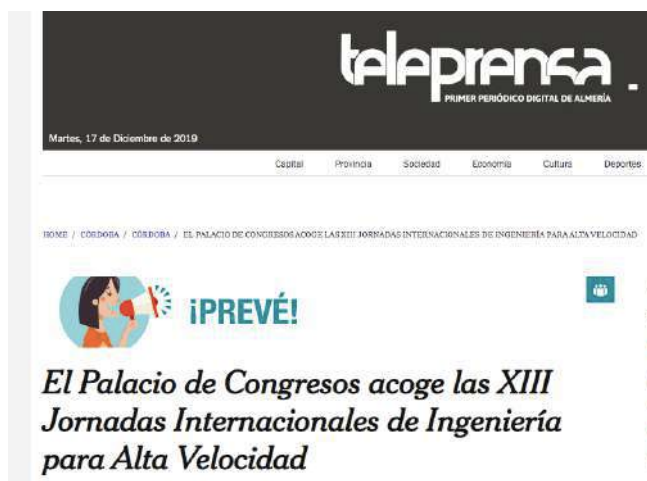 teleprensa.
PRIMER PERIÓDICO DIGITAL DE ALMERÍA
Martes, 17 de Diciembre de 2019
Capital Provincia Sociedad Economía Cultura Deportes
HOME / CÓRDOBA / CÓRDOBA / EL PALACIO DE CONGRESOS ACOGE LAS XIII JORNADAS INTERNACIONALES DE INGENIERÍA PARA ALTA VELOCIDAD
¡PREVÉ!
El Palacio de Congresos acoge las XIII
Jornadas Internacionales de Ingeniería
para Alta Velocidad